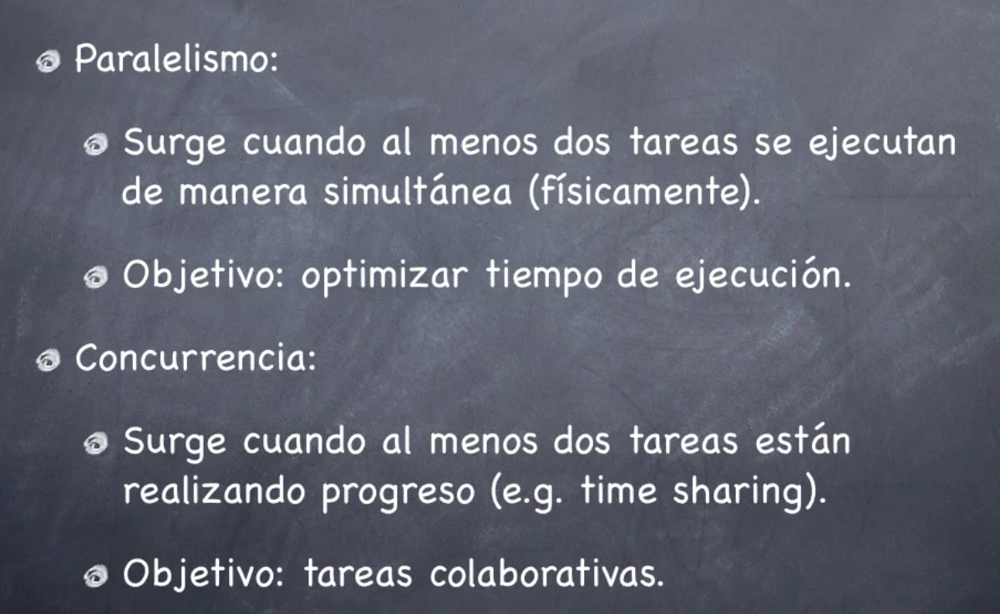 Paralelismo:
Surge cuando al menos dos tareas se ejecutan
de manera simultánea (físicamente).
Objetivo: optimizar tiempo de ejecución.
Concurrencia:
Surge cuando al menos dos tareas están
realizando progreso (e.g. time sharing).
Objetivo: tareas colaborativas.